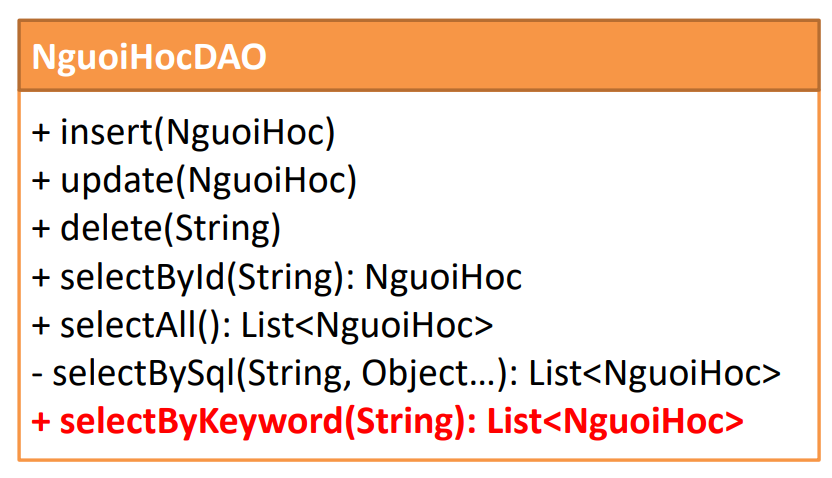 NguoiHocDAO
+ insert(NguoiHoc)
+ update(NguoiHoc)
+ delete(String)
+ selectById(String): NguoiHoc
+ selectAll(): List<NguoiHoc>
- selectBySql(String, Object…): List<NguoiHoc>
+ selectByKeyword(String): List<NguoiHoc>